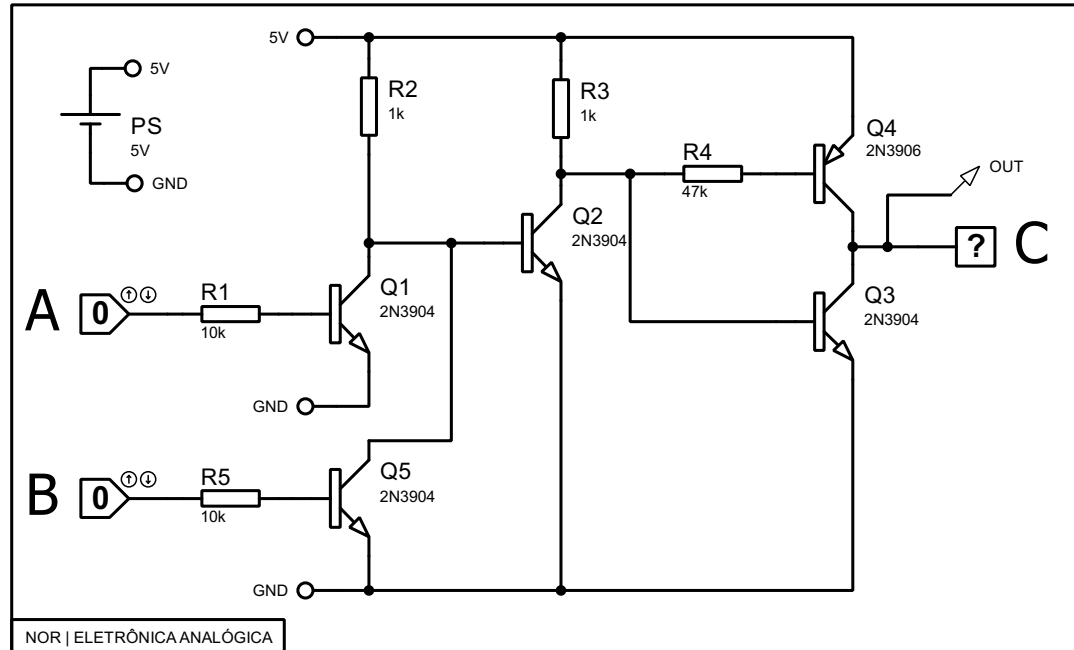 5V
5V
PS
5V
GND
R2
1k
R3
1k
Q4
2N3906
R4
47k
OUT
Q2
2N3904
? C
A 0
R1
10k
Q1
2N3904
Q3
2N3904
GND
B 0
R5
10k
Q5
2N3904
GND
NOR | ELETRÔNICA ANALÓGICA